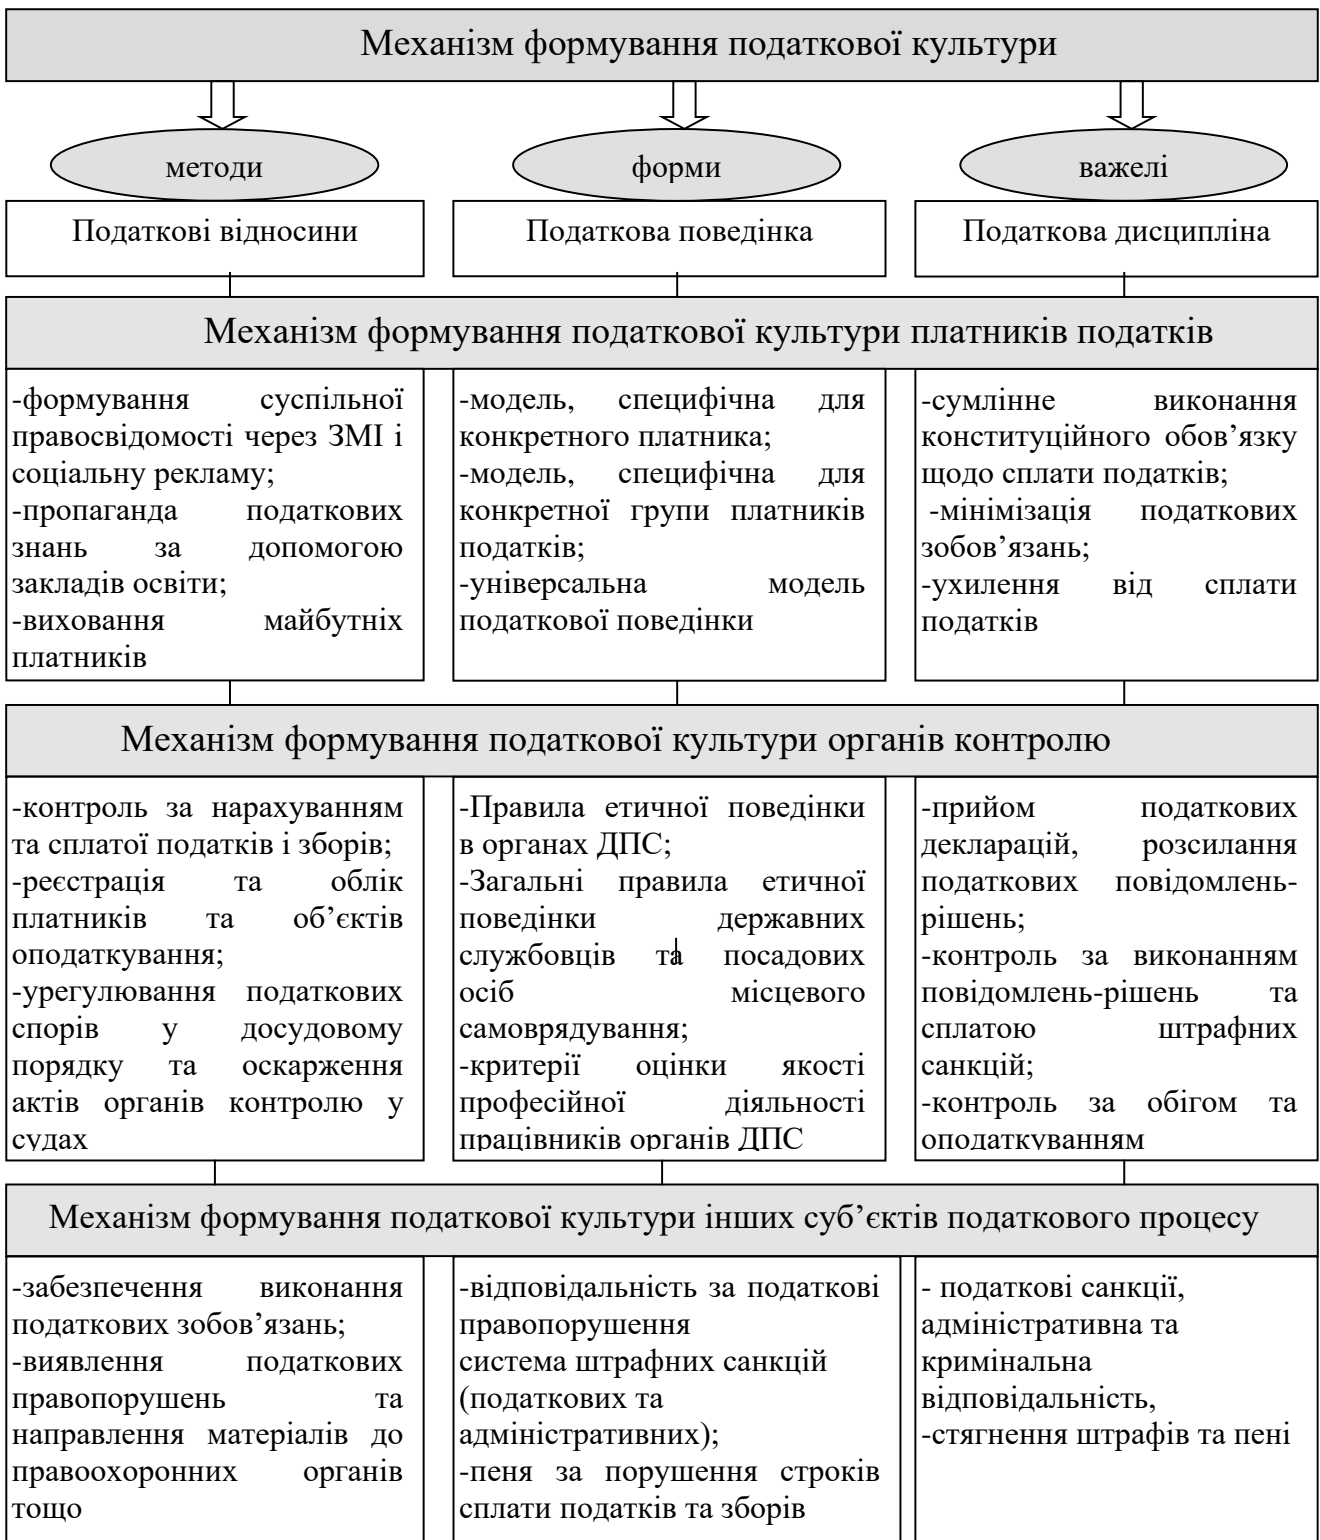 Механізм формування податкової культури
методи
форми
важелі
Податкові відносини
Податкова поведінка
Податкова дисципліна
Механізм формування податкової культури платників податків
-формування суспільної
правосвідомості через ЗМІ і
соціальну рекламу;
-пропаганда податкових
знань за допомогою
закладів освіти;
-виховання майбутніх
платників
-модель, специфічна для
конкретного платника;
-модель, специфічна для
конкретної групи платників
податків;
-універсальна модель
податкової поведінки
-сумлінне виконання
конституційного обов’язку
щодо сплати податків;
-мінімізація податкових
зобов’язань;
-ухилення від сплати
податків
Механізм формування податкової культури органів контролю
-контроль за нарахуванням
та сплатої податків і зборів;
-реєстрація та облік
платників та об’єктів
оподаткування;
-урегулювання податкових
спорів у досудовому
порядку та оскарження
актів органів контролю у
судах
-Правила етичної поведінки
в органах ДПС;
-Загальні правила етичної
поведінки державних
службовців та посадових
осіб місцевого
самоврядування;
-критерії оцінки якості
професійної діяльності
працівників органів ДПС
-прийом податкових
декларацій, розсилання
податкових повідомлень-
рішень;
-контроль за виконанням
повідомлень-рішень та
сплатою штрафних
санкцій;
-контроль за обігом та
оподаткуванням
Механізм формування податкової культури інших суб’єктів податкового процесу
-забезпечення виконання
податкових зобов’язань;
-виявлення податкових
правопорушень та
направлення матеріалів до
правоохоронних органів
тощо
-відповідальність за податкові
правопорушення
система штрафних санкцій
(податкових та
адміністративних);
-пеня за порушення строків
сплати податків та зборів
- податкові санкції,
адміністративна та
кримінальна
відповідальність,
-стягнення штрафів та пені